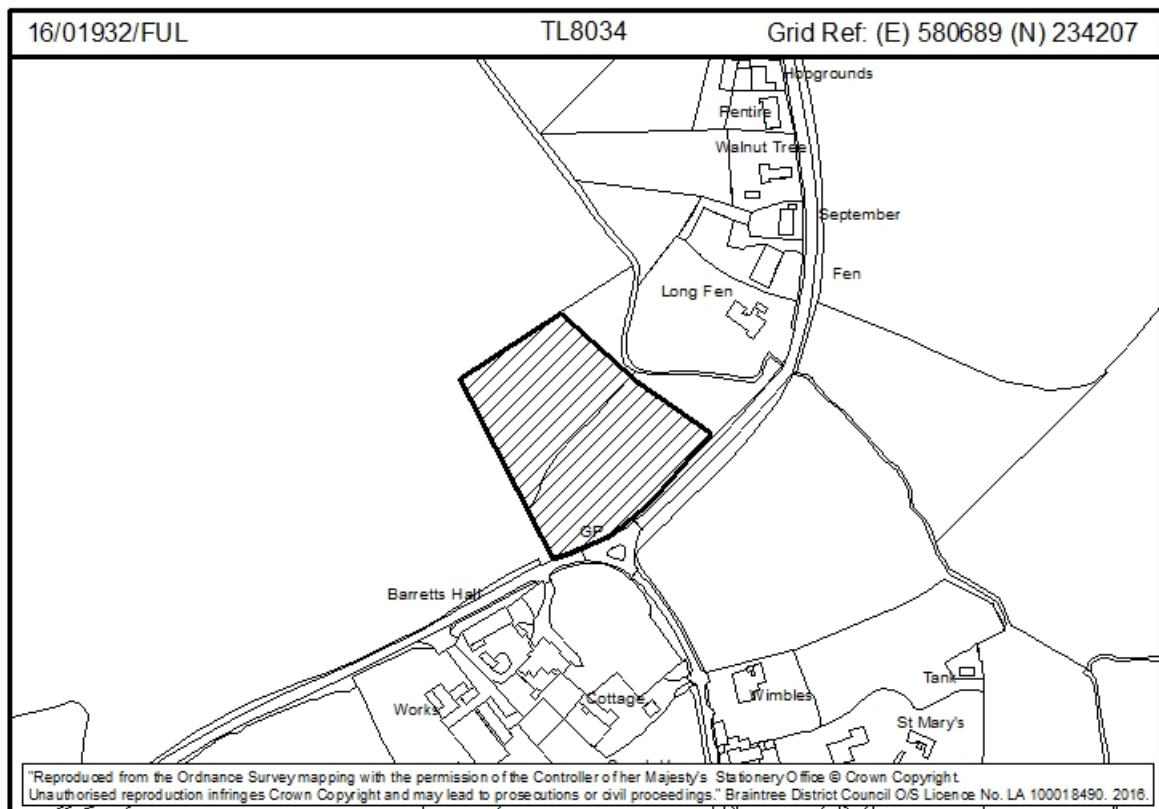 16/01932/FUL TL8034 Grid Ref: (E) 580689 (N) 234207
Hopgrounds
Pentire
Walnut Tree
September
Fen
Long Fen
GP
Barretts Hall
Works
Cottage
Wimbles
Tank
St Mary's
"Reproduced from the Ordnance Survey mapping with the permission of the Controller of her Majesty's Stationery Office © Crown Copyright.
Unauthorised reproduction infringes Crown Copyright and may lead to prosecutions or civil proceedings." Braintree District Council O/S Licence No. LA 100018490. 2016.